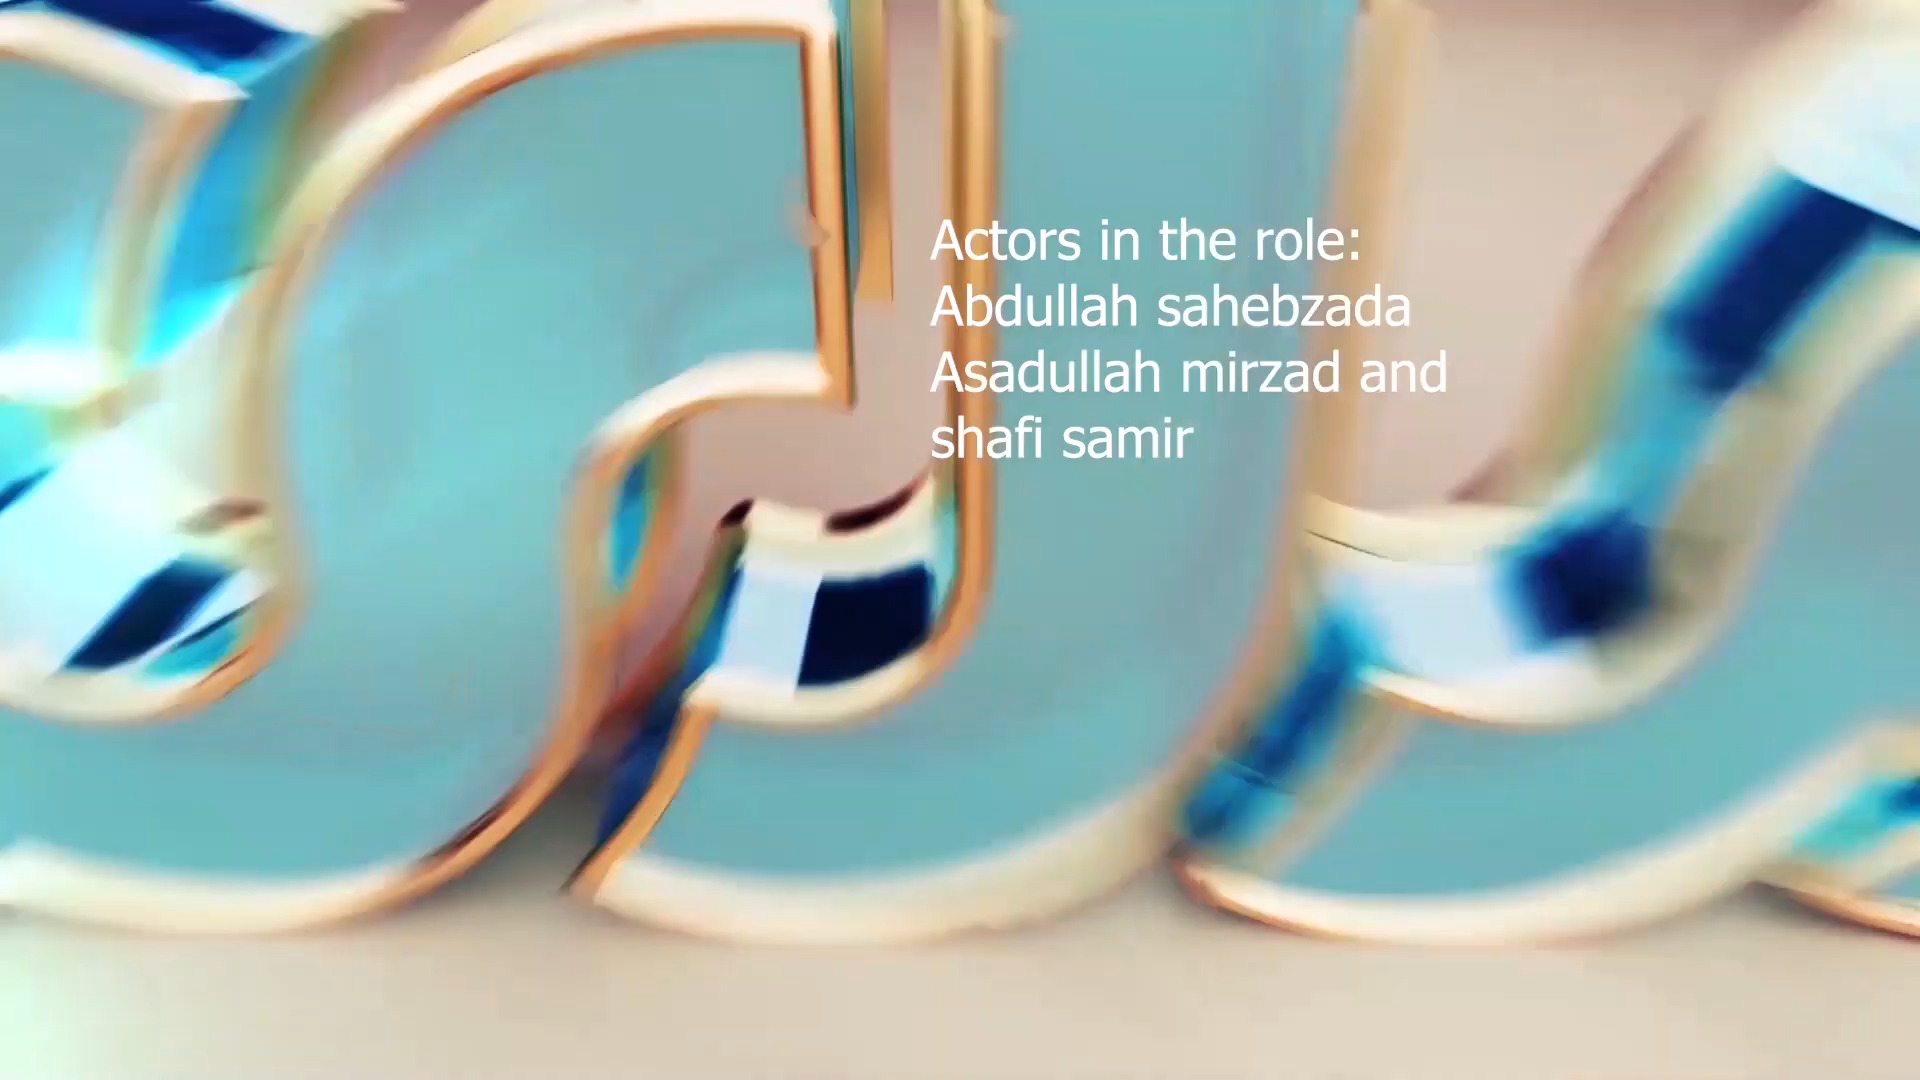 Actors in the role:
Abdullah sahebzada
Asadullah mirzad and
shafi samir